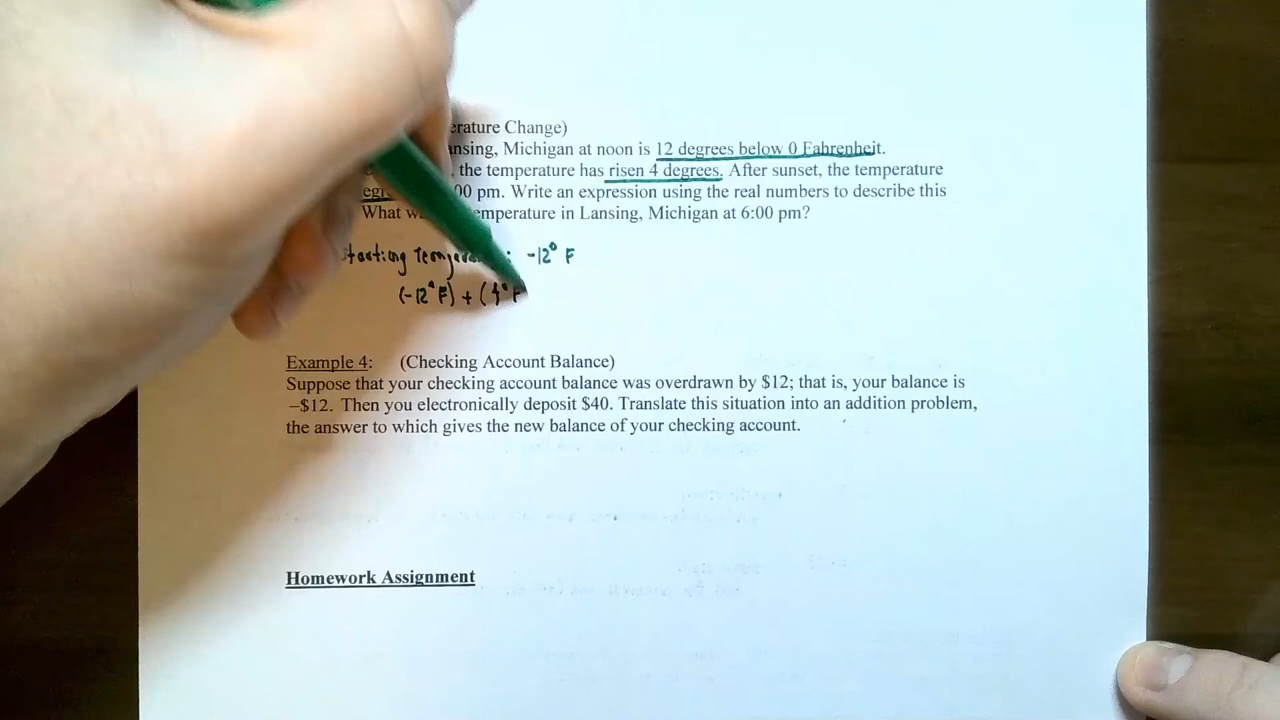 erature Change)
ansing, Michigan at noon is 12 degrees below 0 Fahrenheit.
, the temperature has risen 4 degrees. After sunset, the temperature
egr 00 pm. Write an expression using the real numbers to describe this
What w emperature in Lansing, Michigan at 6:00 pm?
: -12° F
(-12°F) + (4°F
Example 4: (Checking Account Balance)
Suppose that your checking account balance was overdrawn by $12; that is, your balance is
–$12. Then you electronically deposit $40. Translate this situation into an addition problem,
the answer to which gives the new balance of your checking account.
Homework Assignment